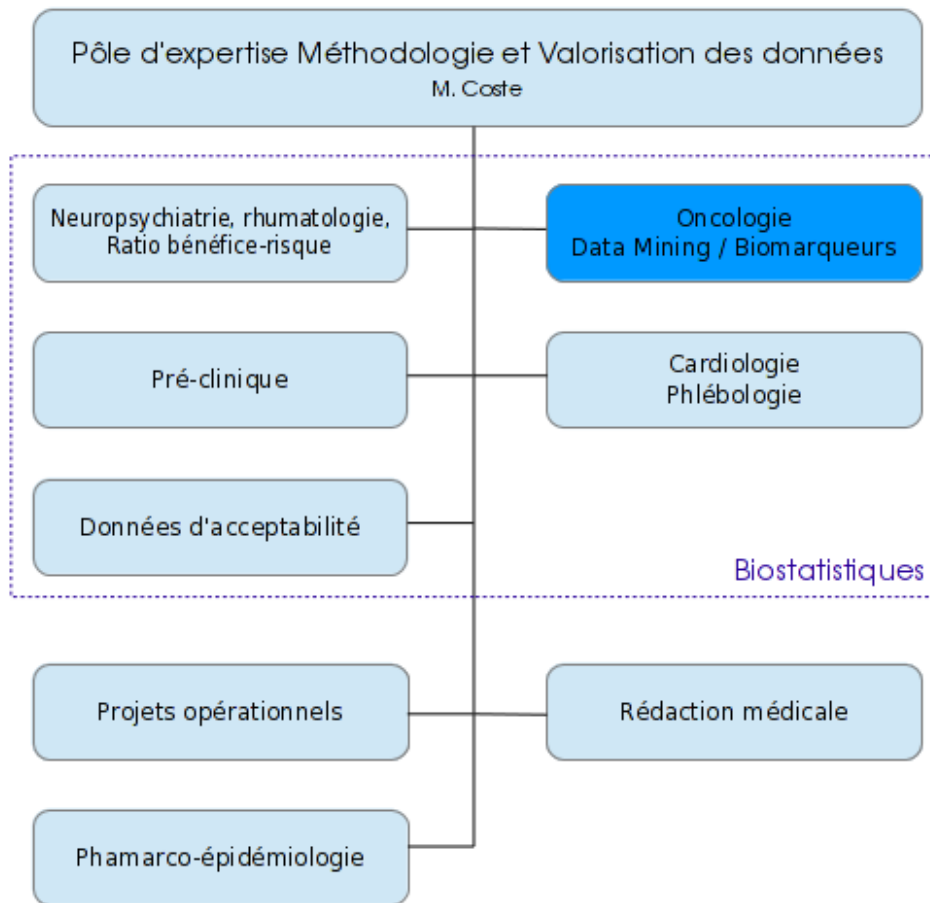 Pôle d'expertise Méthodologie et Valorisation des données
M. Coste
Neuropsychiatrie, rhumatologie,
Ratio bénéfice-risque
Oncologie
Data Mining / Biomarqueurs
Pré-clinique
Cardiologie
Phlébologie
Données d'acceptabilité
Biostatistiques
Projets opérationnels
Rédaction médicale
Phamarco-épidémiologie